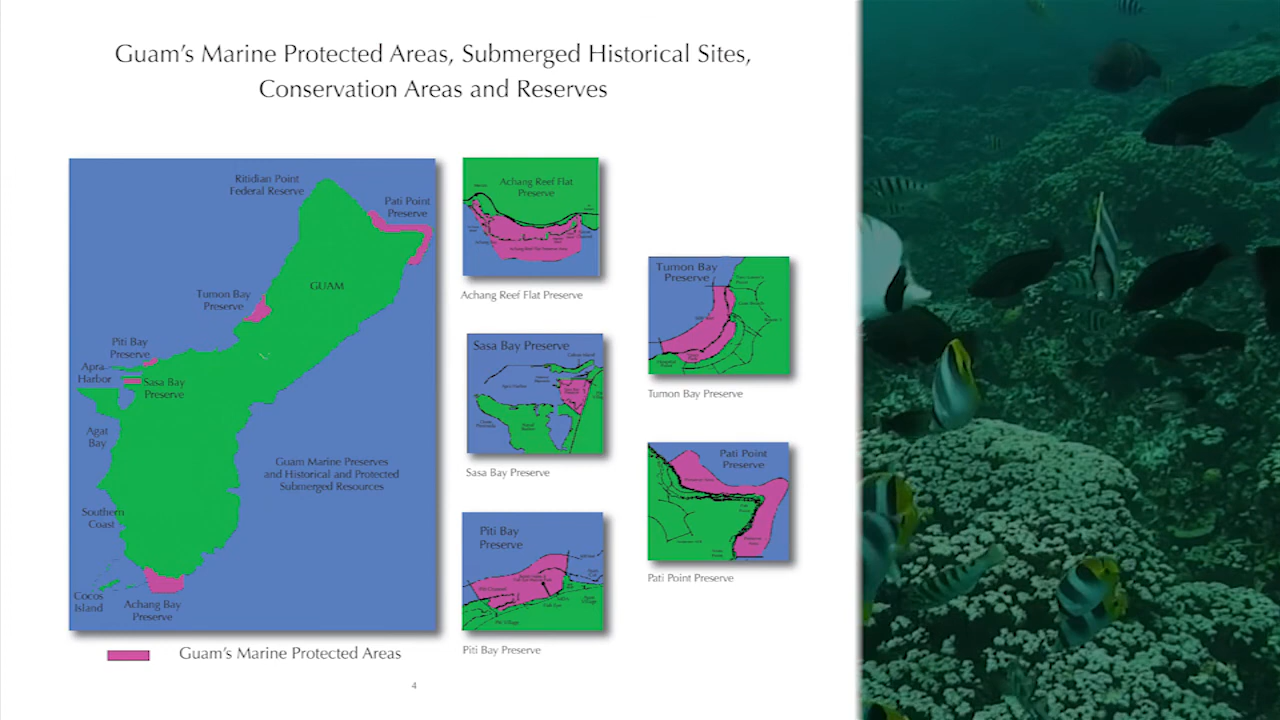 Guam's Marine Protected Areas, Submerged Historical Sites,
Conservation Areas and Reserves
Ritidian Point
Federal Reserve
Pati Point
Preserve
GUAM
Tumon Bay
Preserve
Piti Bay
Preserve
Apra
Harbor
Sasa Bay
Preserve
Agat
Bay
Guam Marine Preserves
and Historical and Protected
Submerged Resources
Southern
Coast
Cocos
Island
Achang Bay
Preserve
Guam's Marine Protected Areas
Achang Reef Flat
Preserve
Achang Reef Flat Preserve
Sasa Bay Preserve
Apra Harbor
Sasa Bay Preserve
Piti Bay
Preserve
Piti Village
Piti Bay Preserve
Tumon Bay
Preserve
Tumon Bay Preserve
Pati Point
Preserve
Pati Point Preserve
4